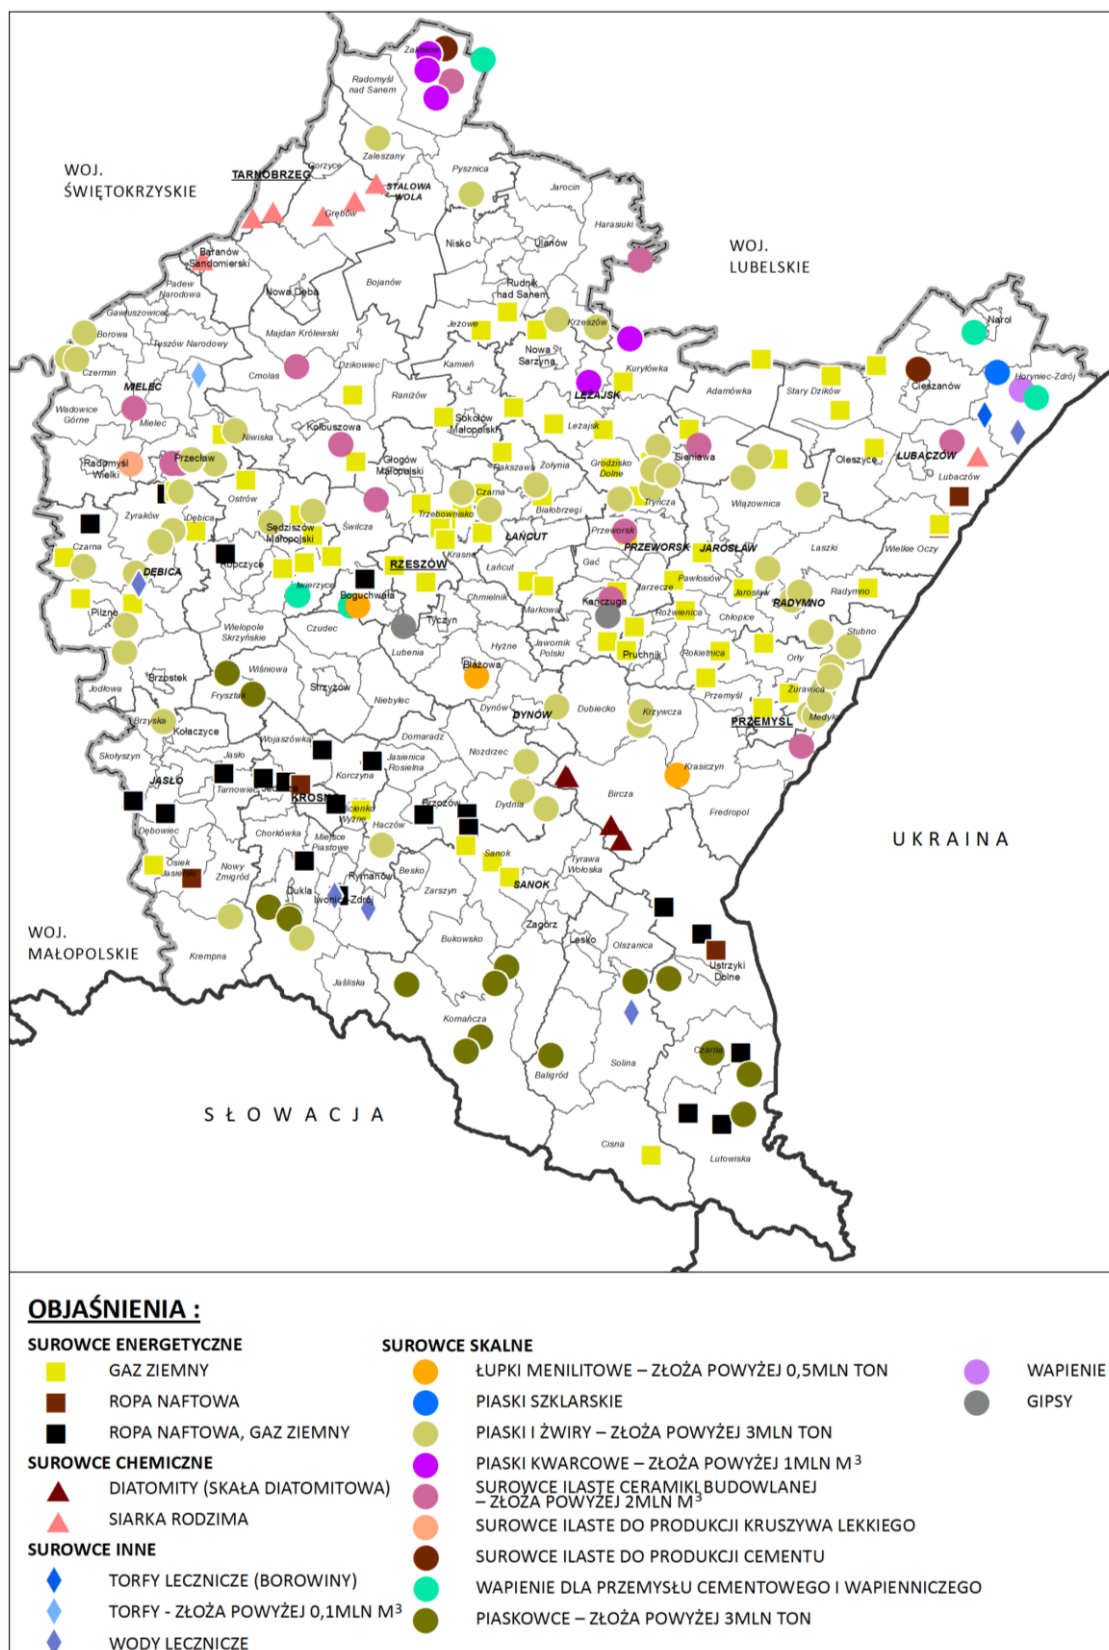 Zaklików
Radomyśl
nad Sanem
WOJ.
ŚWIĘTOKRZYSKIE
Zaleszany
Gorzyce
TARNOBRZEG
STALOWA
WOLA
Pysznica
Jarocin
Grębów
Harasiuki
Nisko
Ulanów
WOJ.
LUBELSKIE
Baranów
Sandomierski
Padew
Narodowa
Nowa Dęba
Bojanów
Rudnik
nad Sanem
Gawłuszowice
Borowa
Tuszów Narodowy
Majdan Królewski
Jeżowe
Krzeszów
Narol
Czermin
Cmolas
Dzikowiec
Kamień
Nowa
Sarzyna
Kuryłówka
Cieszanów
Horyniec-Zdrój
MIELEC
Raniżów
LEŻAJSK
Adamówka
Stary Dzików
Wadowice
Górne
Mielec
Niwiska
Kolbuszowa
Sokołów
Małopolski
Leżajsk
Sieniawa
Oleszyce
LUBACZÓW
Radomyśl
Wielki
Przecław
Głogów
Małopolski
Rakszawa
Żołynia
Grodzisko
Dolne
Lubaczów
Ostrów
Czarna
Tryńcza
Wiązownica
Żyraków
Dębica
Sędziszów
Małopolski
Świlcza
Trzebownisko
Białobrzegi
Przeworsk
Czarna
Ropczyce
Krasne
ŁAŃCUT
PRZEWORSK
JAROSŁAW
Laszki
Wielkie Oczy
DĘBICA
RZESZÓW
Łańcut
Gać
Iwierzyce
Boguchwała
Zarzecze
Pawłosiów
Jarosław
Radymno
Pilzno
Chmielnik
Markowa
Kańczuga
Roźwienica
Chłopice
RADYMNO
Tyczyn
Wielopole
Skrzyńskie
Czudec
Lubenia
Hyżne
Jawornik
Polski
Pruchnik
Rokietnica
Orły
Stubno
Wiśniowa
Błażowa
Jodłowa
Brzostek
Frysztak
Strzyżów
Niebylec
Dynów
DYNÓW
Dubiecko
Krzywcza
Przemyśl
Żurawica
Brzyska
Kołaczyce
PRZEMYŚL
Medyka
Wojaszówka
Domaradz
Skołyszyn
Jasło
Korczyna
Jasienica
Rosielna
Nozdrzec
Krasiczyn
JASŁO
Tarnowiec
Jedlicze
KROSNO
Brzozów
Dydnia
Bircza
Fredropol
Dębowiec
Wyżne
Chorkówka
Miejsce
Piastowe
Haczów
UKRAINA
Osiek
Jasielski
Nowy
Żmigród
Besko
Sanok
Tyrawa
Wołoska
Rymanów
Zarszyn
SANOK
Dukla
Iwonicz-Zdrój
Zagórz
WOJ.
MAŁOPOLSKIE
Krempna
Bukowsko
Lesko
Olszanica
Ustrzyki
Dolne
Jaśliska
Komańcza
Czarna
Baligród
Solina
SŁOWACJA
Cisna
Lutowiska
OBJAŚNIENIA :
SUROWCE ENERGETYCZNE
GAZ ZIEMNY
ROPA NAFTOWA
ROPA NAFTOWA, GAZ ZIEMNY
SUROWCE CHEMICZNE
DIATOMITY (SKAŁA DIATOMITOWA)
SIARKA RODZIMA
SUROWCE INNE
TORFY LECZNICZE (BOROWINY)
TORFY - ZŁOŻA POWYŻEJ 0,1MLN M³
WODY LECZNICZE
SUROWCE SKALNE
ŁUPKI MENILITOWE – ZŁOŻA POWYŻEJ 0,5MLN TON
PIASKI SZKLARSKIE
PIASKI I ŻWIRY – ZŁOŻA POWYŻEJ 3MLN TON
PIASKI KWARCOWE – ZŁOŻA POWYŻEJ 1MLN M³
SUROWCE ILASTE CERAMIKI BUDOWLANEJ
– ZŁOŻA POWYŻEJ 2MLN M³
SUROWCE ILASTE DO PRODUKCJI KRUSZYWA LEKKIEGO
SUROWCE ILASTE DO PRODUKCJI CEMENTU
WAPIENIE DLA PRZEMYSŁU CEMENTOWEGO I WAPIENNICZEGO
PIASKOWCE – ZŁOŻA POWYŻEJ 3MLN TON
WAPIENIE
GIPSY